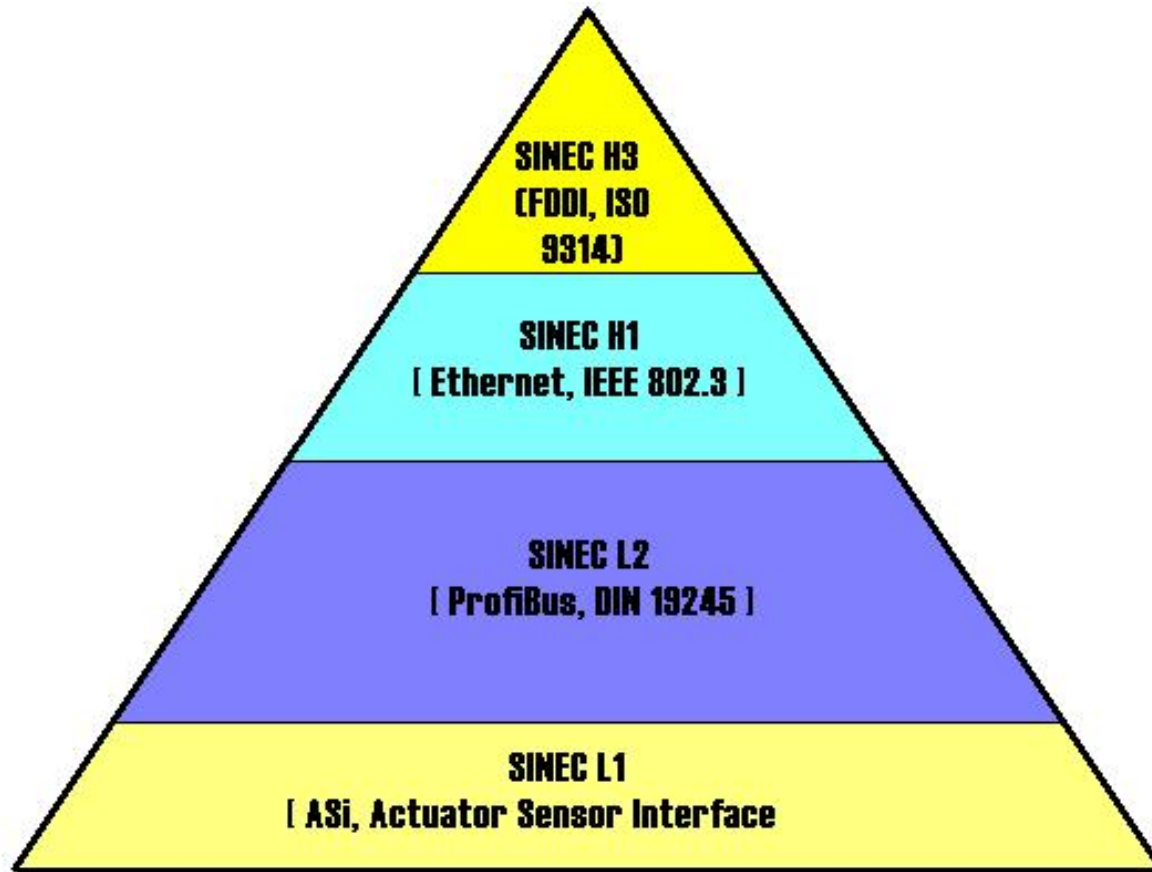 SINEC H3
(FDDI, ISO
9314)
SINEC H1
[ Ethernet, IEEE 802.3 ]
SINEC L2
[ ProfiBus, DIN 19245 ]
SINEC L1
[ ASi, Actuator Sensor Interface